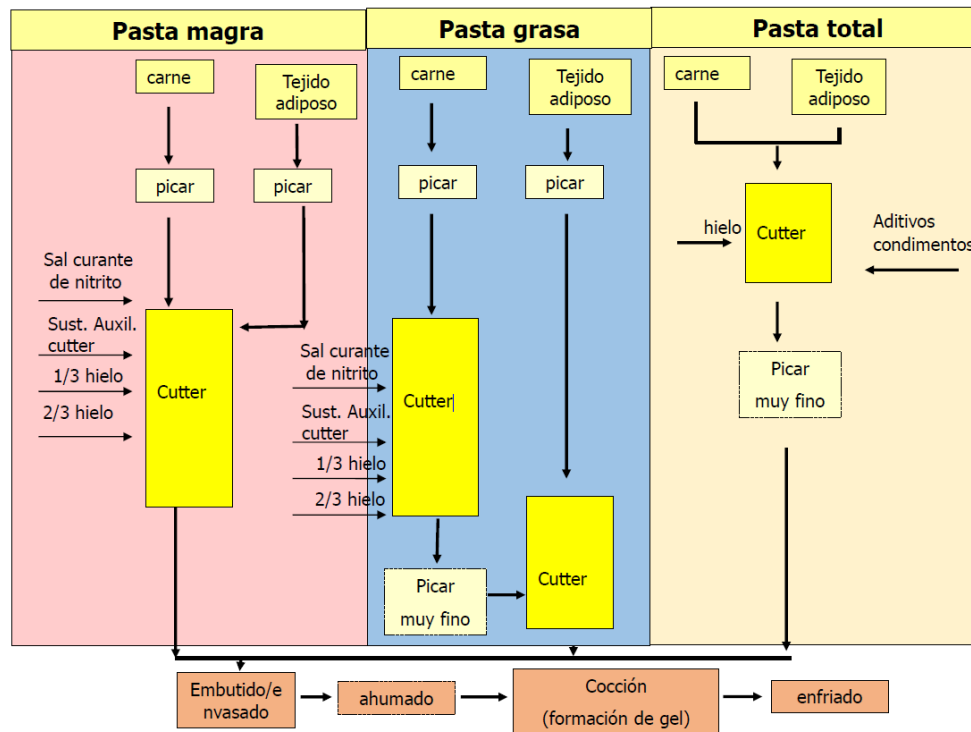 Pasta magra
carne
Tejido
adiposo
picar
picar
Sal curante
de nitrito
Sust. Auxil.
cutter
1/3 hielo
2/3 hielo
Cutter
Pasta grasa
carne
Tejido
adiposo
picar
picar
Sal curante
de nitrito
Sust. Auxil.
cutter
1/3 hielo
2/3 hielo
Cutter
Picar
muy fino
Cutter
Pasta total
carne
Tejido
adiposo
hielo
Cutter
Aditivos
condimentos
Picar
muy fino
Embutido/e
nvasado
ahumado
Cocción
(formación de gel)
enfriado